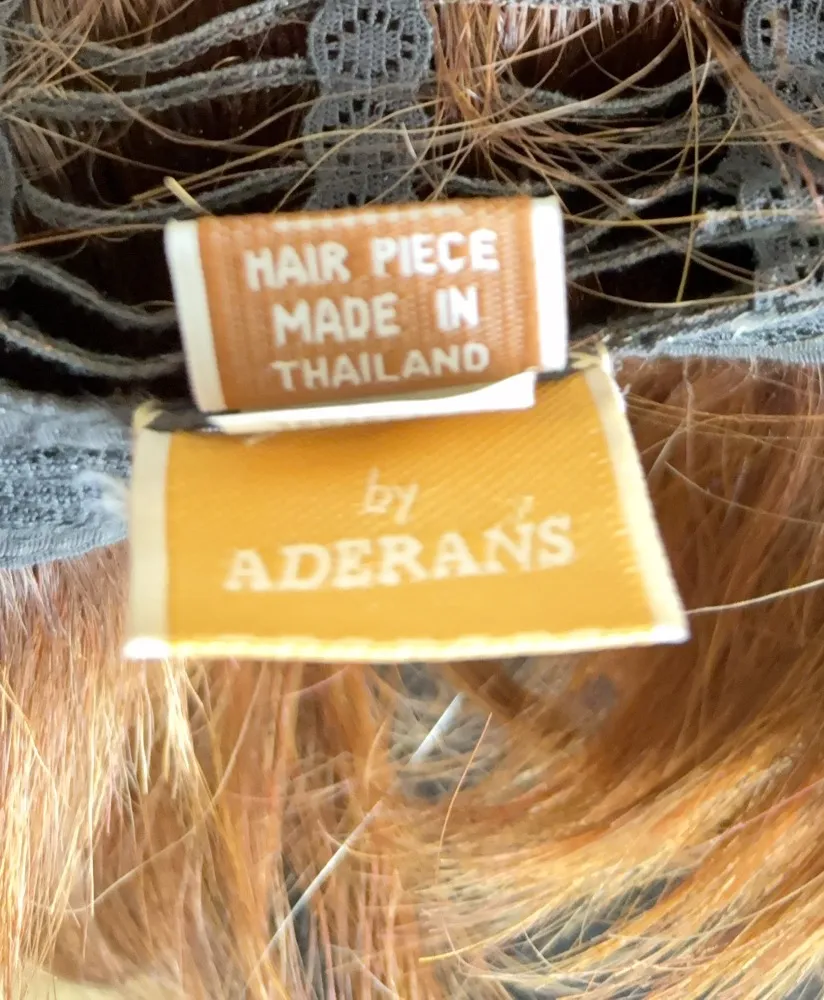 HAIR PIECE
MADE IN
THAILAND
by
ADERANS